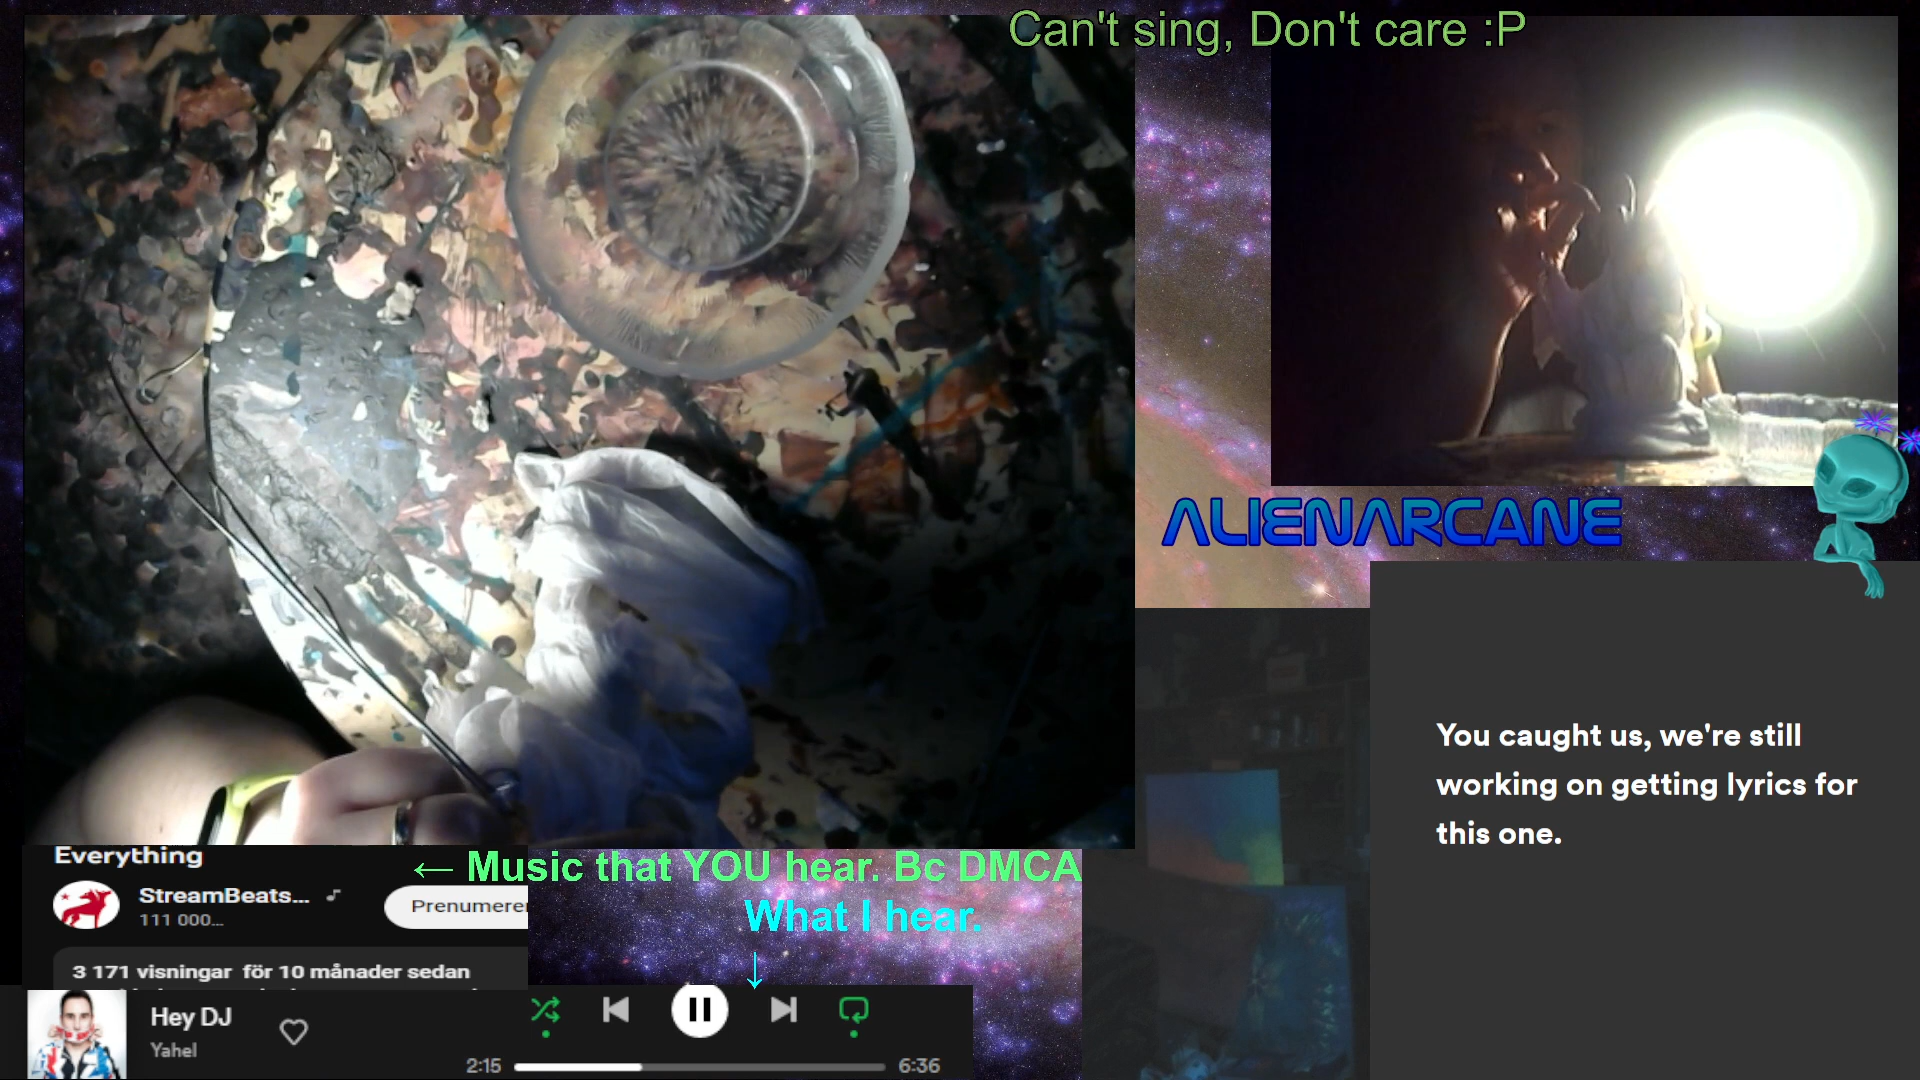 Can't sing, Don't care :P
ALIENARCANE
You caught us, we're still
working on getting lyrics for
this one.
Everything
← Music that YOU hear. Bc DMCA
StreamBeats...
111 000...
Prenumerer
What I hear.
↓
3 171 visningar för 10 månader sedan
Hey DJ
Yahel
2:15
6:36